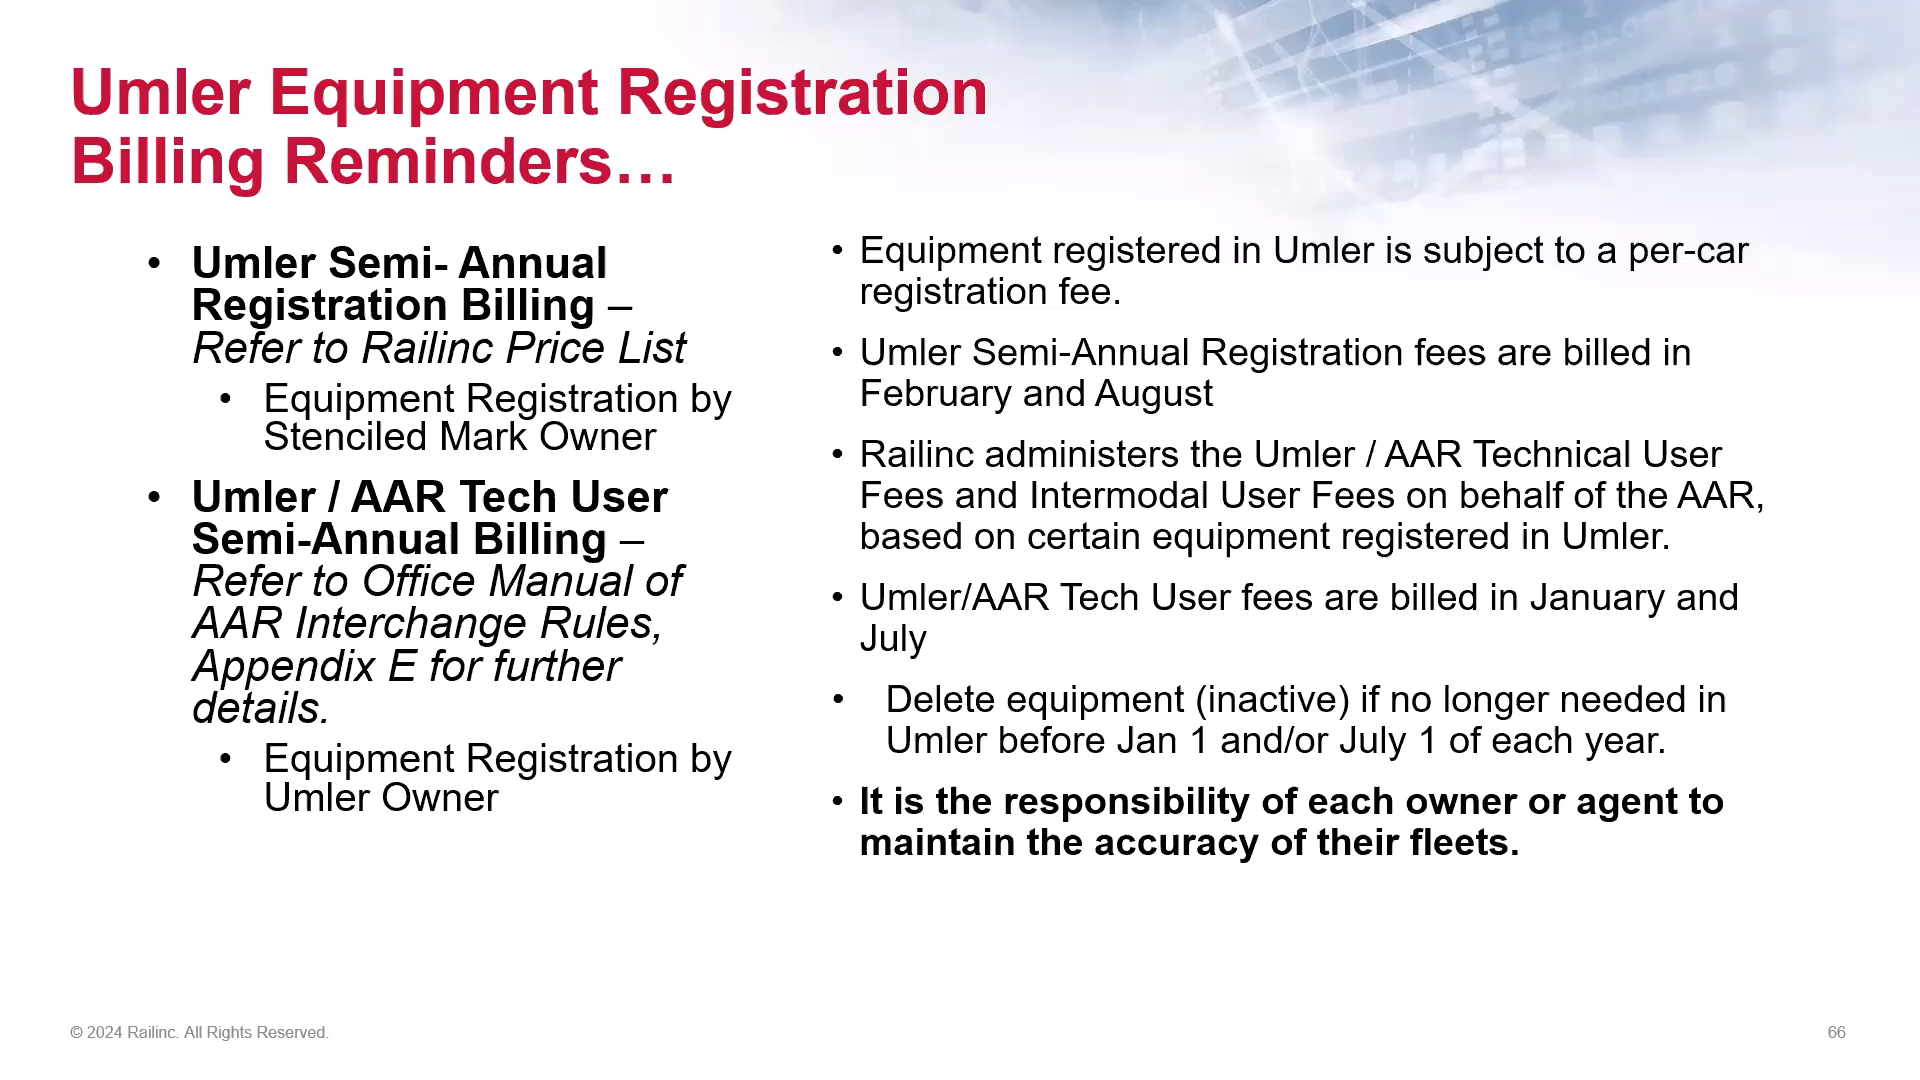 Umler Equipment Registration
Billing Reminders…
• Umler Semi- Annual
Registration Billing –
Refer to Railinc Price List
• Equipment Registration by
Stenciled Mark Owner
• Umler / AAR Tech User
Semi-Annual Billing –
Refer to Office Manual of
AAR Interchange Rules,
Appendix E for further
details.
• Equipment Registration by
Umler Owner
• Equipment registered in Umler is subject to a per-car
registration fee.
• Umler Semi-Annual Registration fees are billed in
February and August
• Railinc administers the Umler / AAR Technical User
Fees and Intermodal User Fees on behalf of the AAR,
based on certain equipment registered in Umler.
• Umler/AAR Tech User fees are billed in January and
July
• Delete equipment (inactive) if no longer needed in
Umler before Jan 1 and/or July 1 of each year.
• It is the responsibility of each owner or agent to
maintain the accuracy of their fleets.
© 2024 Railinc. All Rights Reserved.
66